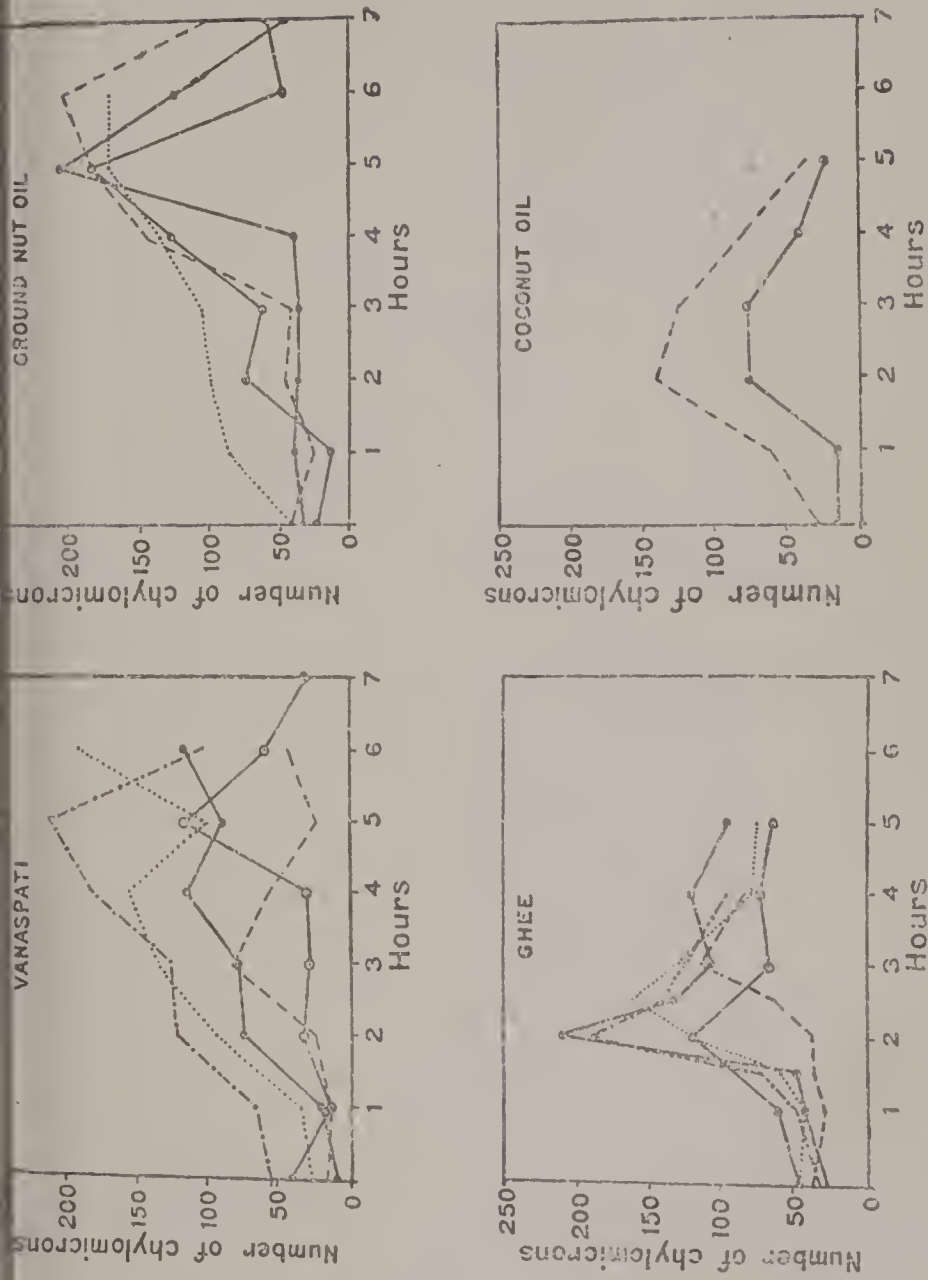 GROUND NUT OIL
Number of chylomicrons
200
150
100
50
0
1 2 3 4 5 6 7
Hours
COCONUT OIL
Number of chylomicrons
250
200
150
100
50
0
1 2 3 4 5 6 7
Hours
VANASPATI
Number of chylomicrons
200
150
100
50
0
1 2 3 4 5 6 7
Hours
GHEE
Number of chylomicrons
250
200
150
100
50
0
1 2 3 4 5 6 7
Hours